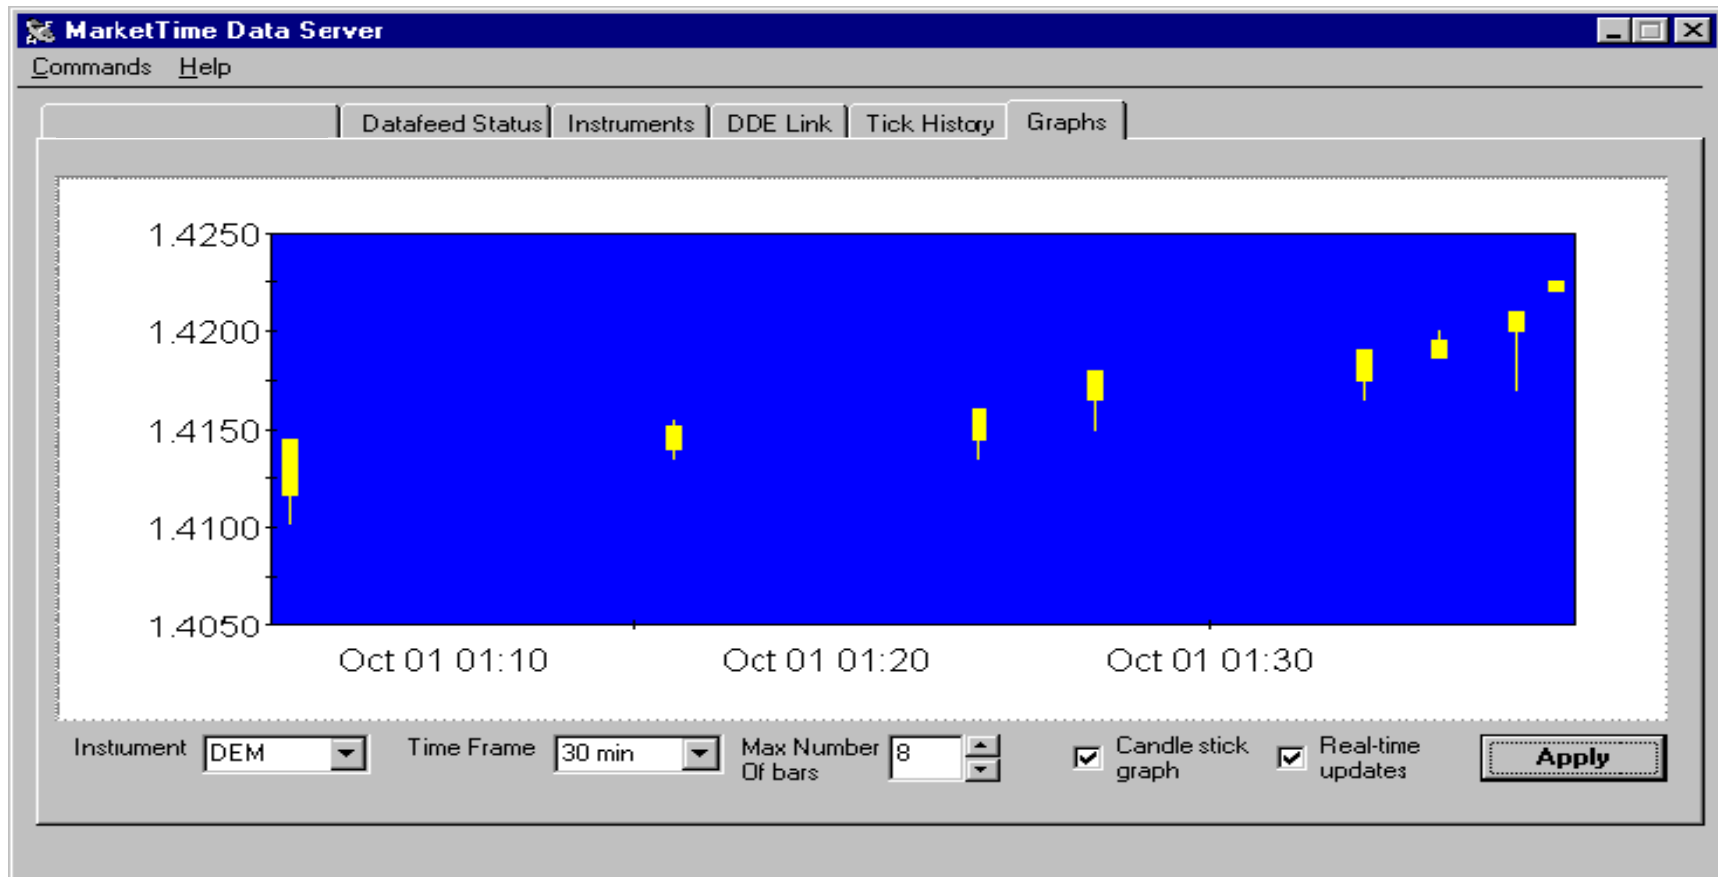 MarketTime Data Server
Commands Help
Datafeed Status Instruments DDE Link Tick History Graphs
1.4250
1.4200
1.4150
1.4100
1.4050
Oct 01 01:10 Oct 01 01:20 Oct 01 01:30
Instrument DEM Time Frame 30 min Max Number Of bars 8 Candle stick graph Real-time updates Apply